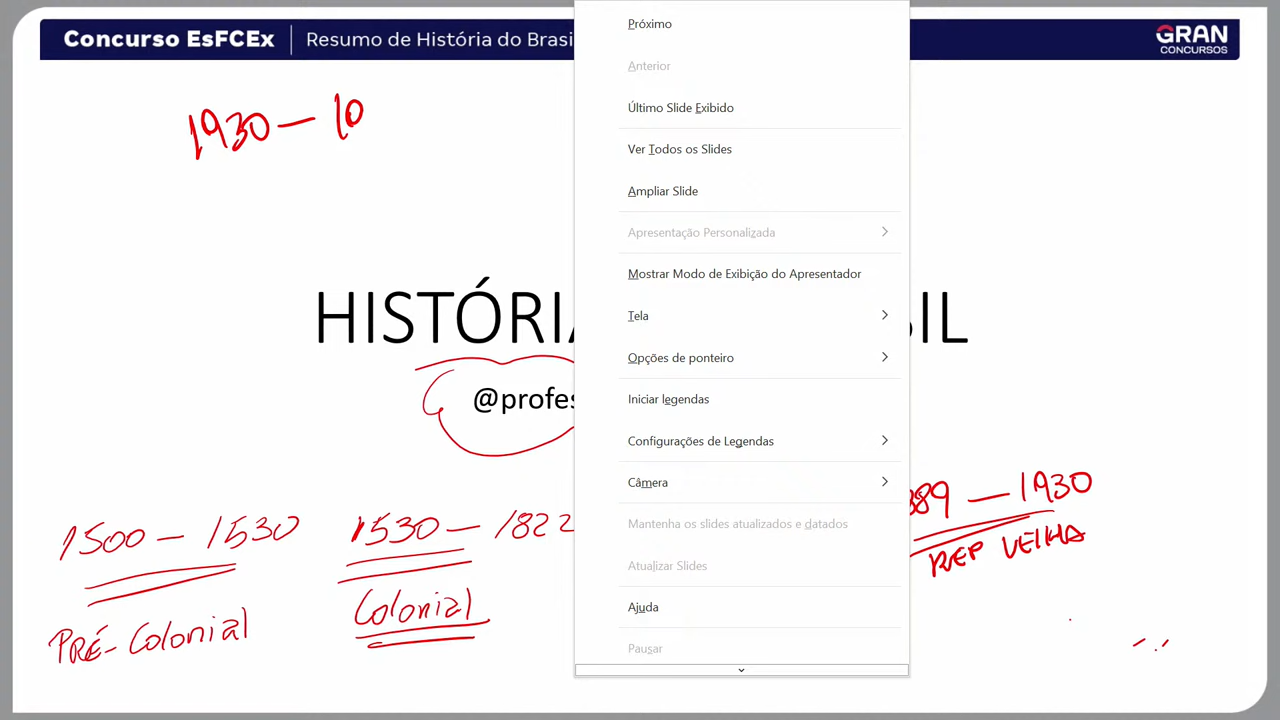 Concurso EsFCEx | Resumo de História do Brasi
GRAN
CONCURSOS
1930 — 10
HISTÓRIA
SIL
@profes
1500 — 1530
PRÉ-Colonial
1530 — 1822
Colonial
889 — 1930
REP VELHA
Próximo
Anterior
Último Slide Exibido
Ver Todos os Slides
Ampliar Slide
Apresentação Personalizada
Mostrar Modo de Exibição do Apresentador
Tela
Opções de ponteiro
Iniciar legendas
Configurações de Legendas
Câmera
Mantenha os slides atualizados e datados
Atualizar Slides
Ajuda
Pausar